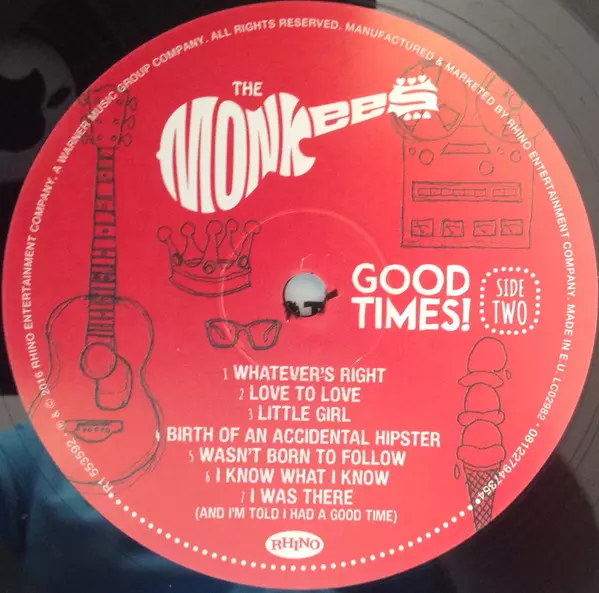 THE
MONKEES
GOOD
TIMES!
SIDE
TWO
1 WHATEVER'S RIGHT
2 LOVE TO LOVE
3 LITTLE GIRL
4 BIRTH OF AN ACCIDENTAL HIPSTER
5 WASN'T BORN TO FOLLOW
6 I KNOW WHAT I KNOW
7 I WAS THERE
(AND I'M TOLD I HAD A GOOD TIME)
RHINO
R1 553592 • ℗ & © 2016 RHINO ENTERTAINMENT COMPANY. A WARNER MUSIC GROUP COMPANY. ALL RIGHTS RESERVED. MANUFACTURED & MARKETED BY RHINO ENTERTAINMENT COMPANY. MADE IN E.U. LC02982 • 081227947354